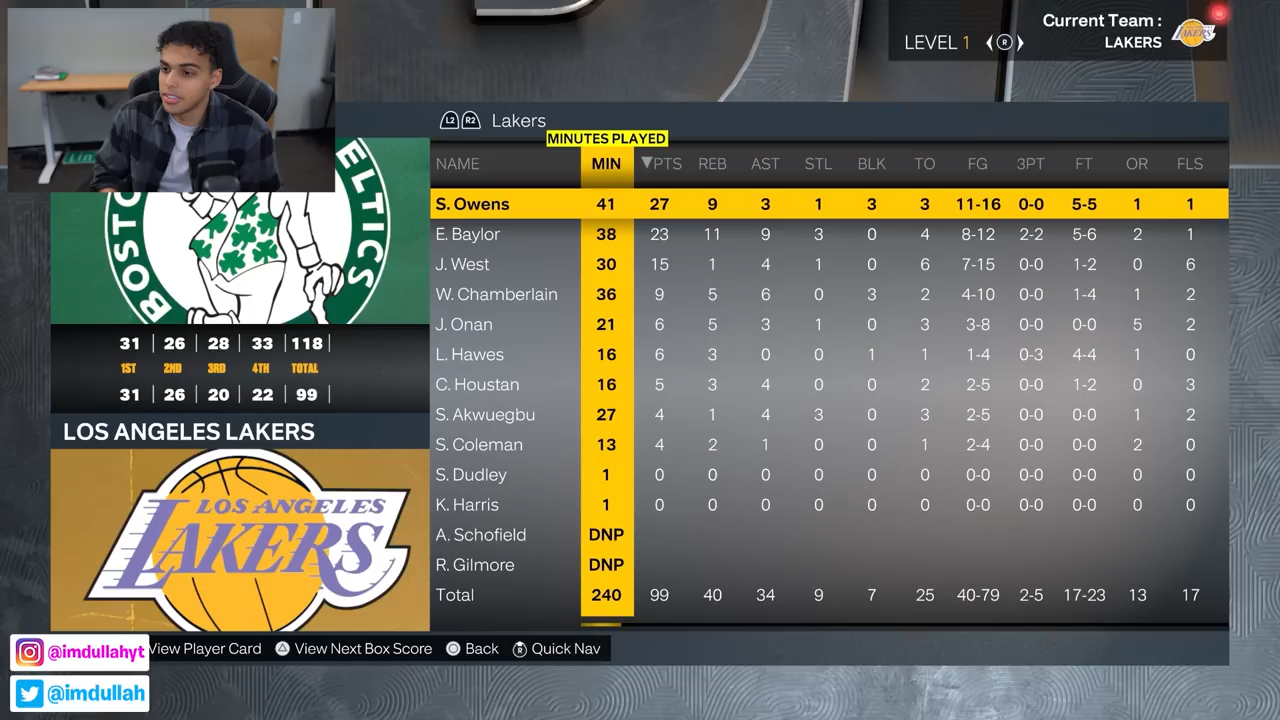 Current Team :
LEVEL 1 R LAKERS
L2 R2 Lakers
MINUTES PLAYED
NAME MIN ▼PTS REB AST STL BLK TO FG 3PT FT OR FLS
S. Owens 41 27 9 3 1 3 3 11-16 0-0 5-5 1 1
E. Baylor 38 23 11 9 3 0 4 8-12 2-2 5-6 2 1
J. West 30 15 1 4 1 0 6 7-15 0-0 1-2 0 6
W. Chamberlain 36 9 5 6 0 3 2 4-10 0-0 1-4 1 2
J. Onan 21 6 5 3 1 0 3 3-8 0-0 0-0 5 2
L. Hawes 16 6 3 0 0 1 1 1-4 0-3 4-4 1 0
C. Houstan 16 5 3 4 0 0 2 2-5 0-0 1-2 0 3
S. Akwuegbu 27 4 1 4 3 0 3 2-5 0-0 0-0 1 2
S. Coleman 13 4 2 1 0 0 1 2-4 0-0 0-0 2 0
S. Dudley 1 0 0 0 0 0 0 0-0 0-0 0-0 0 0
K. Harris 1 0 0 0 0 0 0 0-0 0-0 0-0 0 0
A. Schofield DNP
R. Gilmore DNP
Total 240 99 40 34 9 7 25 40-79 2-5 17-23 13 17
BOSTO ELTICS
31 26 28 33 118
1ST 2ND 3RD 4TH TOTAL
31 26 20 22 99
LOS ANGELES LAKERS
LOS ANGELES
LAKERS
View Player Card View Next Box Score Back R Quick Nav
@imdullahyt
@imdullah